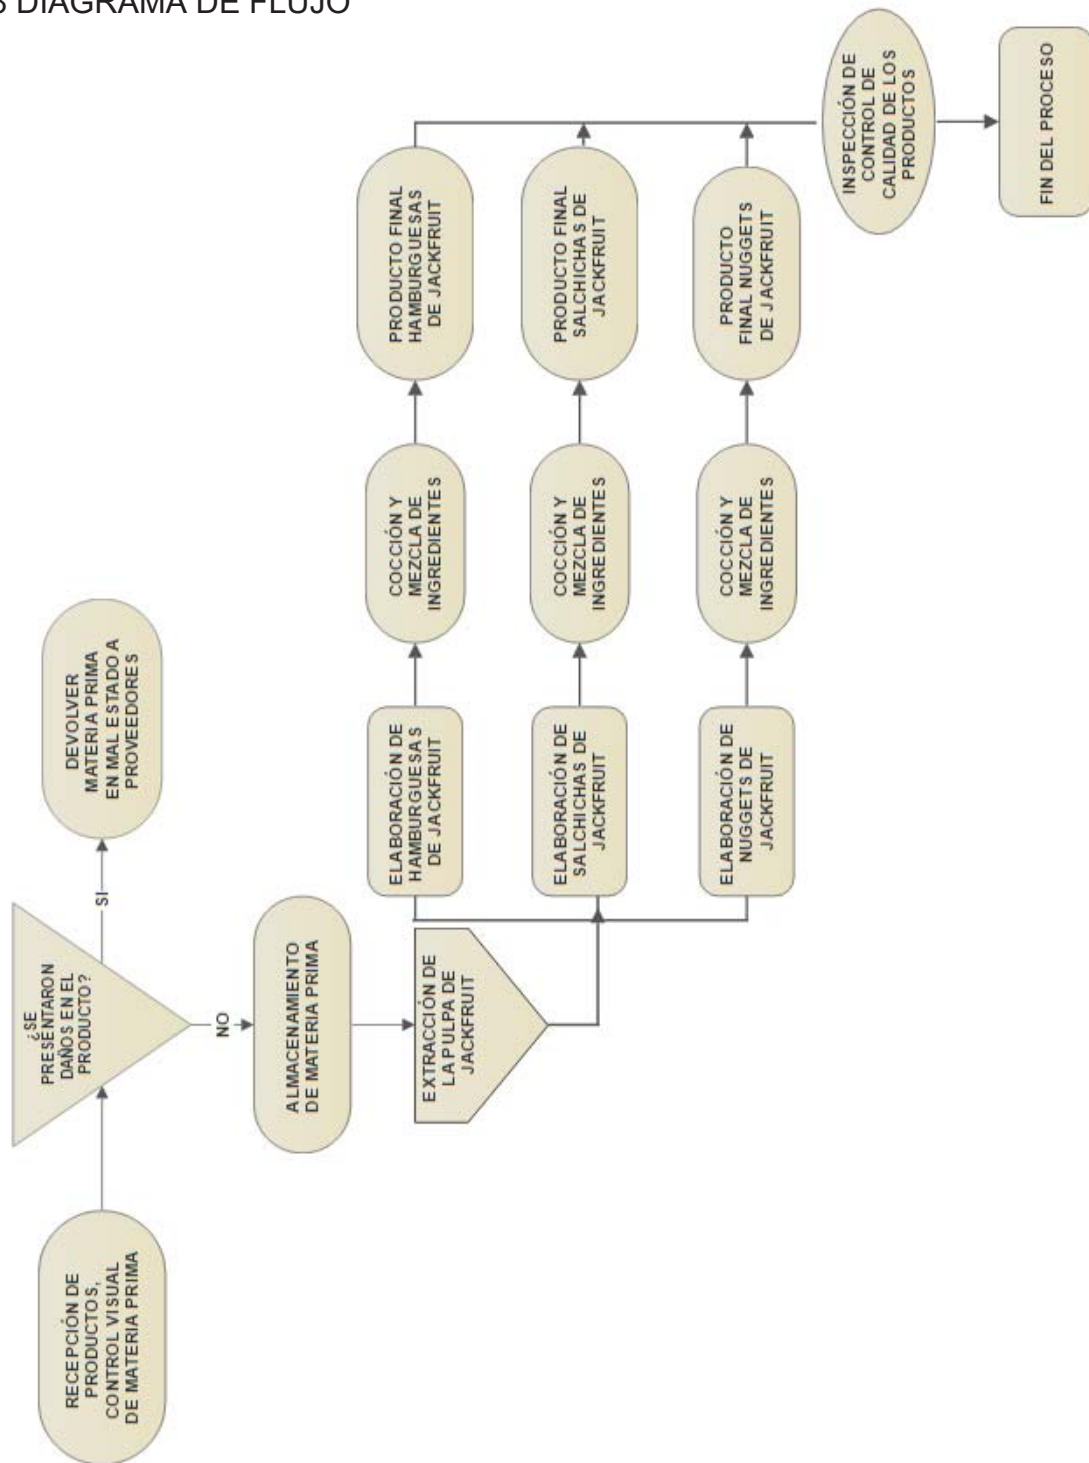 S DIAGRAMA DE FLUJO
RECEPCIÓN DE
PRODUCTOS,
CONTROL VISUAL
DE MATERIA PRIMA
¿SE
PRESENTARON
DAÑOS EN EL
PRODUCTO?
SI
DEVOLVER
MATERIA PRIMA
EN MAL ESTADO A
PROVEEDORES
NO
ALMACENAMIENTO
DE MATERIA PRIMA
EXTRACCIÓN DE
LA PULPA DE
JACKFRUIT
ELABORACIÓN DE
HAMBURGUESAS
DE JACKFRUIT
COCCIÓN Y
MEZCLA DE
INGREDIENTES
PRODUCTO FINAL
HAMBURGUESAS
DE JACKFRUIT
ELABORACIÓN DE
SALCHICHAS DE
JACKFRUIT
COCCIÓN Y
MEZCLA DE
INGREDIENTES
PRODUCTO FINAL
SALCHICHAS DE
JACKFRUIT
ELABORACIÓN DE
NUGGETS DE
JACKFRUIT
COCCIÓN Y
MEZCLA DE
INGREDIENTES
PRODUCTO
FINAL NUGGETS
DE JACKFRUIT
INSPECCIÓN DE
CONTROL DE
CALIDAD DE LOS
PRODUCTOS
FIN DEL PROCESO